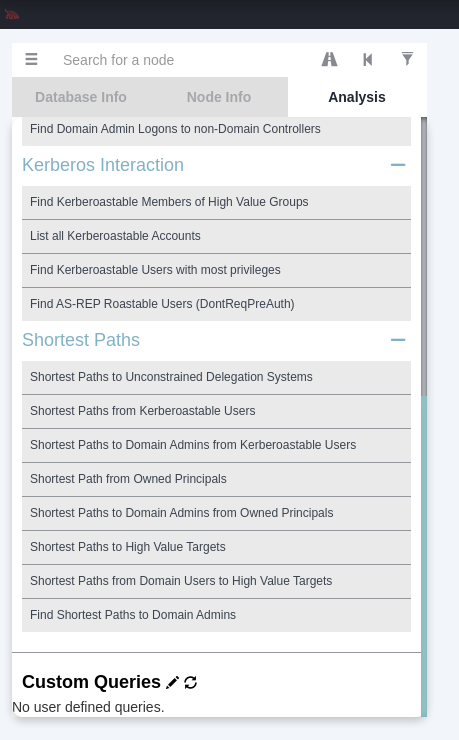 Search for a node
Database Info
Node Info
Analysis
Find Domain Admin Logons to non-Domain Controllers
Kerberos Interaction
Find Kerberoastable Members of High Value Groups
List all Kerberoastable Accounts
Find Kerberoastable Users with most privileges
Find AS-REP Roastable Users (DontReqPreAuth)
Shortest Paths
Shortest Paths to Unconstrained Delegation Systems
Shortest Paths from Kerberoastable Users
Shortest Paths to Domain Admins from Kerberoastable Users
Shortest Path from Owned Principals
Shortest Paths to Domain Admins from Owned Principals
Shortest Paths to High Value Targets
Shortest Paths from Domain Users to High Value Targets
Find Shortest Paths to Domain Admins
Custom Queries
No user defined queries.